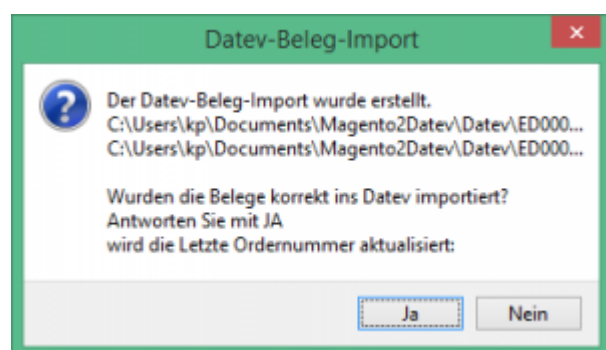 Datev-Beleg-Import
Der Datev-Beleg-Import wurde erstellt.
C:\Users\kp\Documents\Magento2Datev\Datev\ED000...
C:\Users\kp\Documents\Magento2Datev\Datev\ED000...
Wurden die Belege korrekt ins Datev importiert?
Antworten Sie mit JA
wird die Letzte Ordernummer aktualisiert:
Ja
Nein